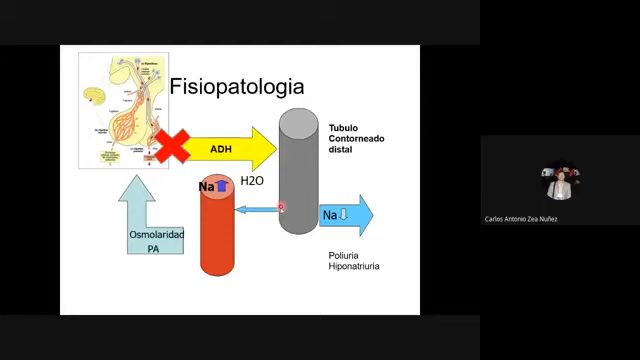 Fisiopatologia
Tubulo
Contorneado
distal
ADH
H2O
Na
Na
Osmolaridad
PA
Poliuria
Hiponatriuria
Carlos Antonio Zea Nuñez